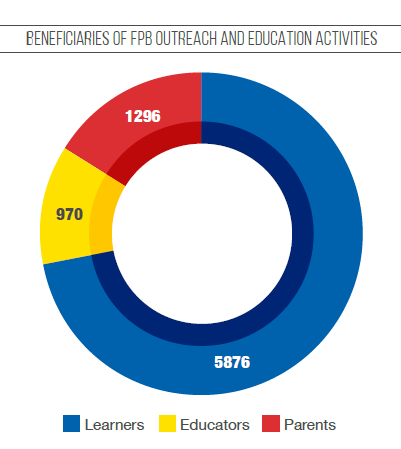 BENEFICIARIES OF FPB OUTREACH AND EDUCATION ACTIVITIES
1296
970
5876
Learners Educators Parents